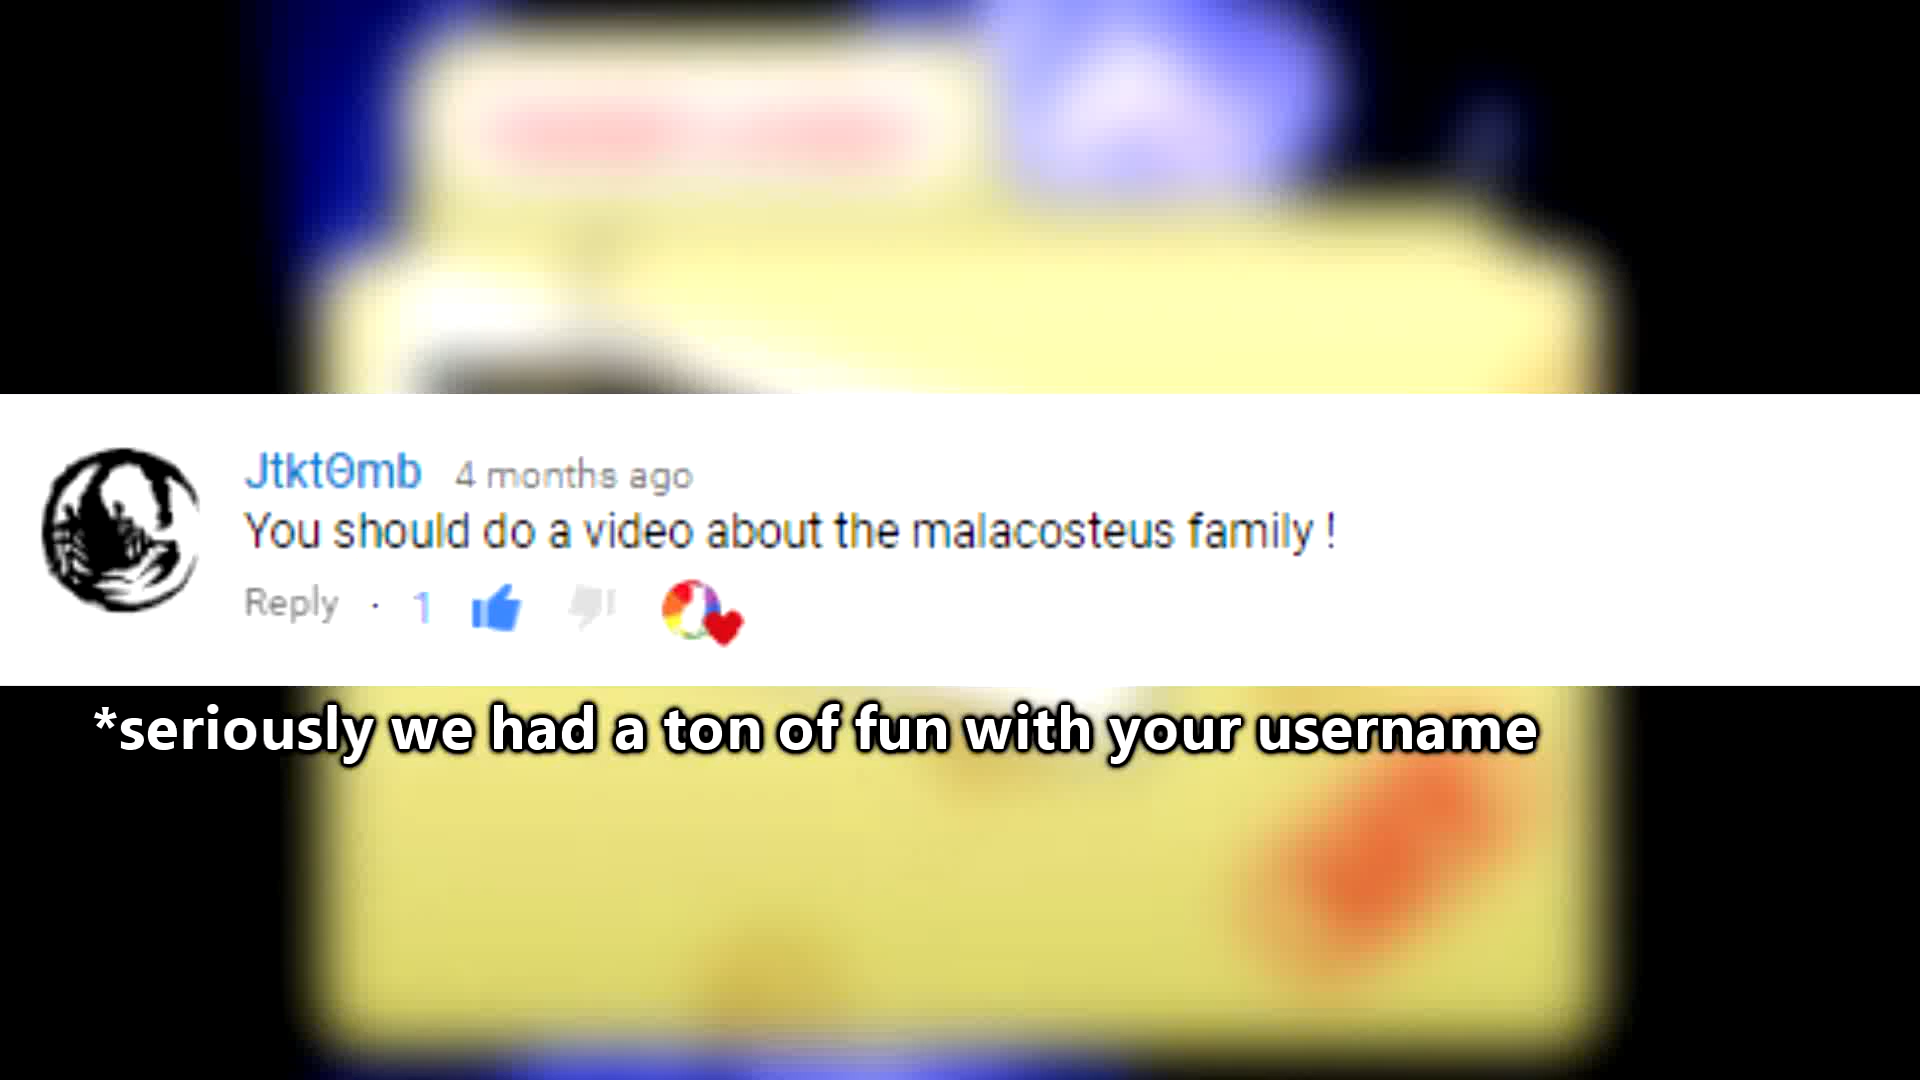 JtktΘmb 4 months ago
You should do a video about the malacosteus family !
Reply · 1
*seriously we had a ton of fun with your username